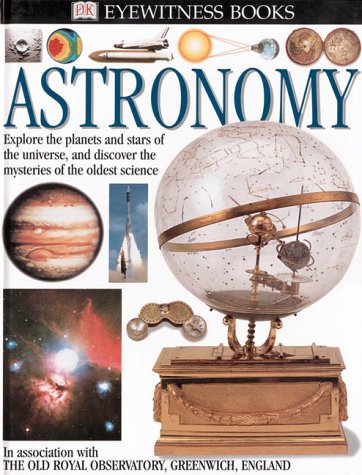 DK EYEWITNESS BOOKS
ASTRONOMY
Explore the planets and stars of
the universe, and discover the
mysteries of the oldest science
In association with
THE OLD ROYAL OBSERVATORY, GREENWICH, ENGLAND